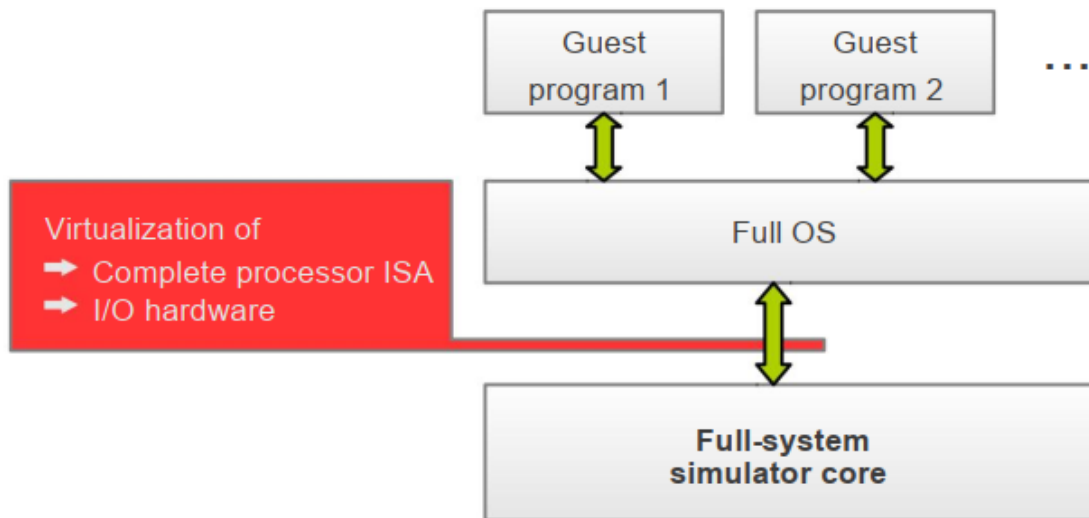 Guest
program 1
Guest
program 2
...
Virtualization of
Complete processor ISA
I/O hardware
Full OS
Full-system
simulator core